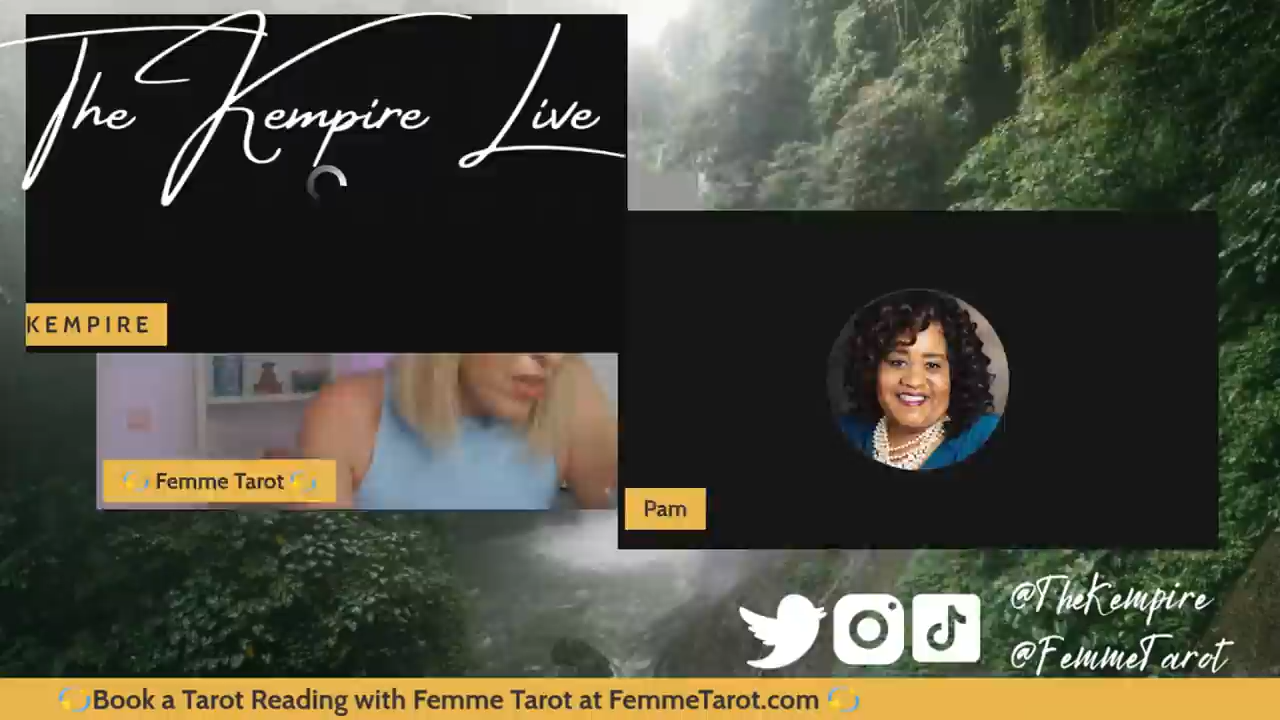 The Kempire Live
KEMPIRE
Femme Tarot
Pam
@TheKempire
@FemmeTarot
Book a Tarot Reading with Femme Tarot at FemmeTarot.com